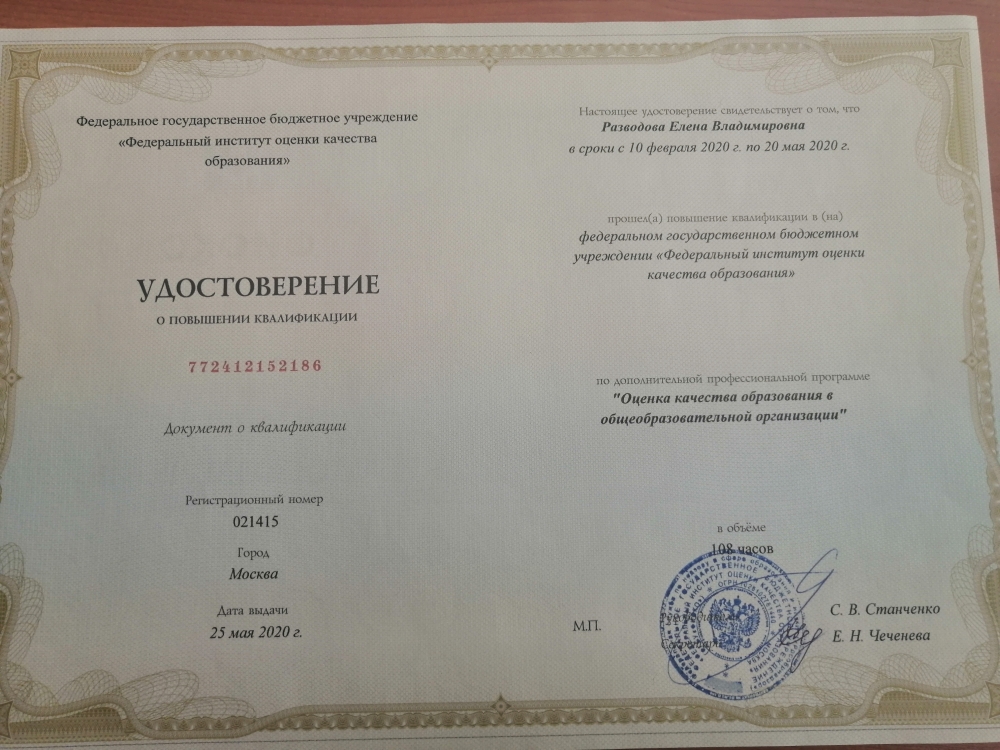 Федеральное государственное бюджетное учреждение
«Федеральный институт оценки качества
образования»
УДОСТОВЕРЕНИЕ
О ПОВЫШЕНИИ КВАЛИФИКАЦИИ
772412152186
Документ о квалификации
Регистрационный номер
021415
Город
Москва
Дата выдачи
25 мая 2020 г.
Настоящее удостоверение свидетельствует о том, что
Разводова Елена Владимировна
в сроки с 10 февраля 2020 г. по 20 мая 2020 г.
прошел(а) повышение квалификации в (на)
федеральном государственном бюджетном
учреждении «Федеральный институт оценки
качества образования»
по дополнительной профессиональной программе
"Оценка качества образования в
общеобразовательной организации"
в объёме
108 часов
М.П.
Руководитель
С. В. Станченко
Секретарь
Е. Н. Чеченева